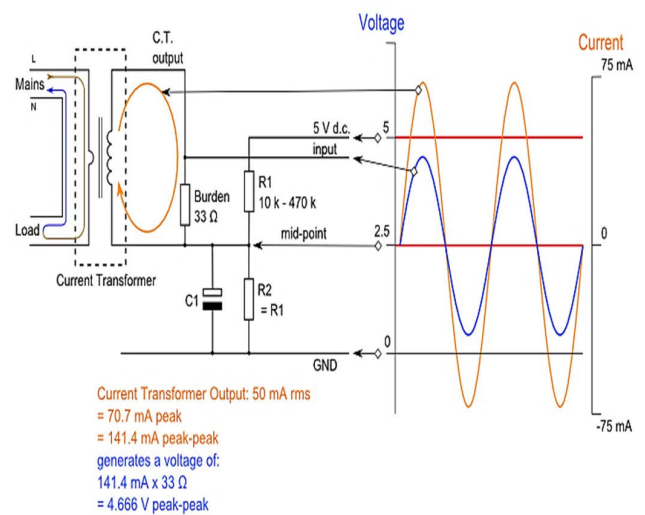 Voltage
Current
C.T.
output
75 mA
L
Mains
N
5 V d.c.
5
input
R1
10 k - 470 k
Burden
33 Ω
mid-point
2.5
0
Load
Current Transformer
C1
R2
= R1
0
GND
-75 mA
Current Transformer Output: 50 mA rms
= 70.7 mA peak
= 141.4 mA peak-peak
generates a voltage of:
141.4 mA x 33 Ω
= 4.666 V peak-peak